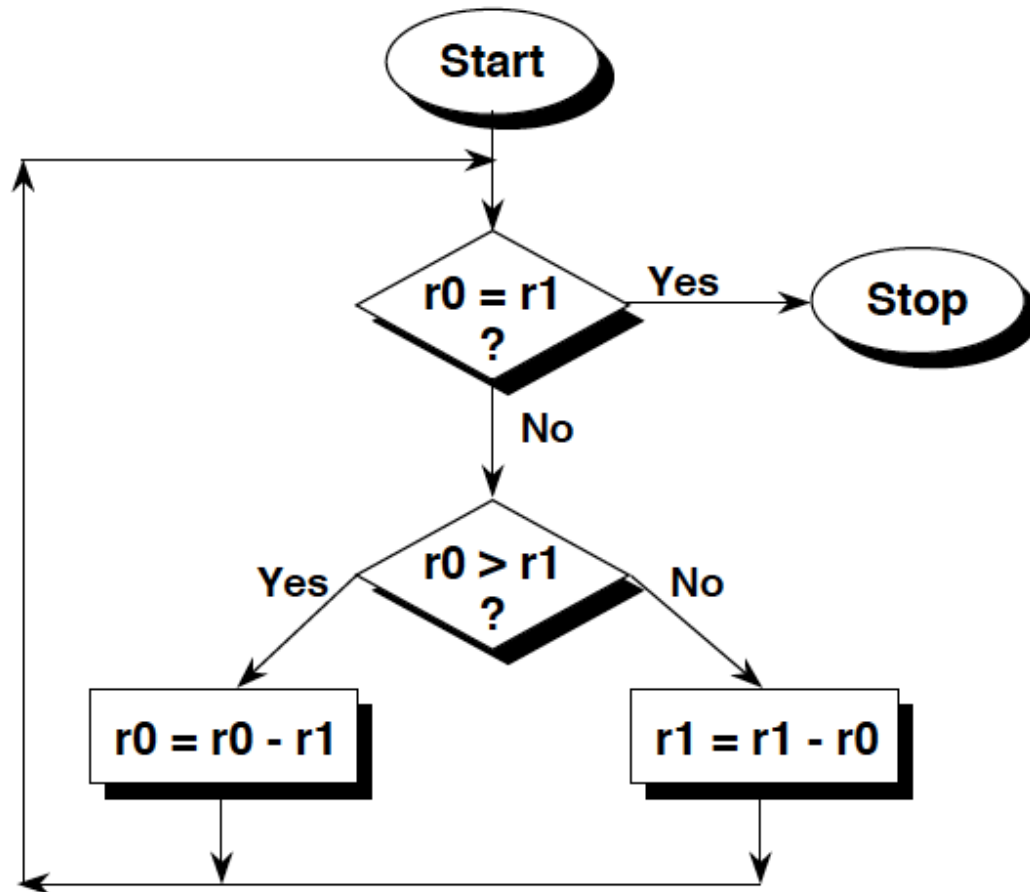 Start
r0 = r1
?
Yes
Stop
No
r0 > r1
?
Yes
No
r0 = r0 - r1
r1 = r1 - r0